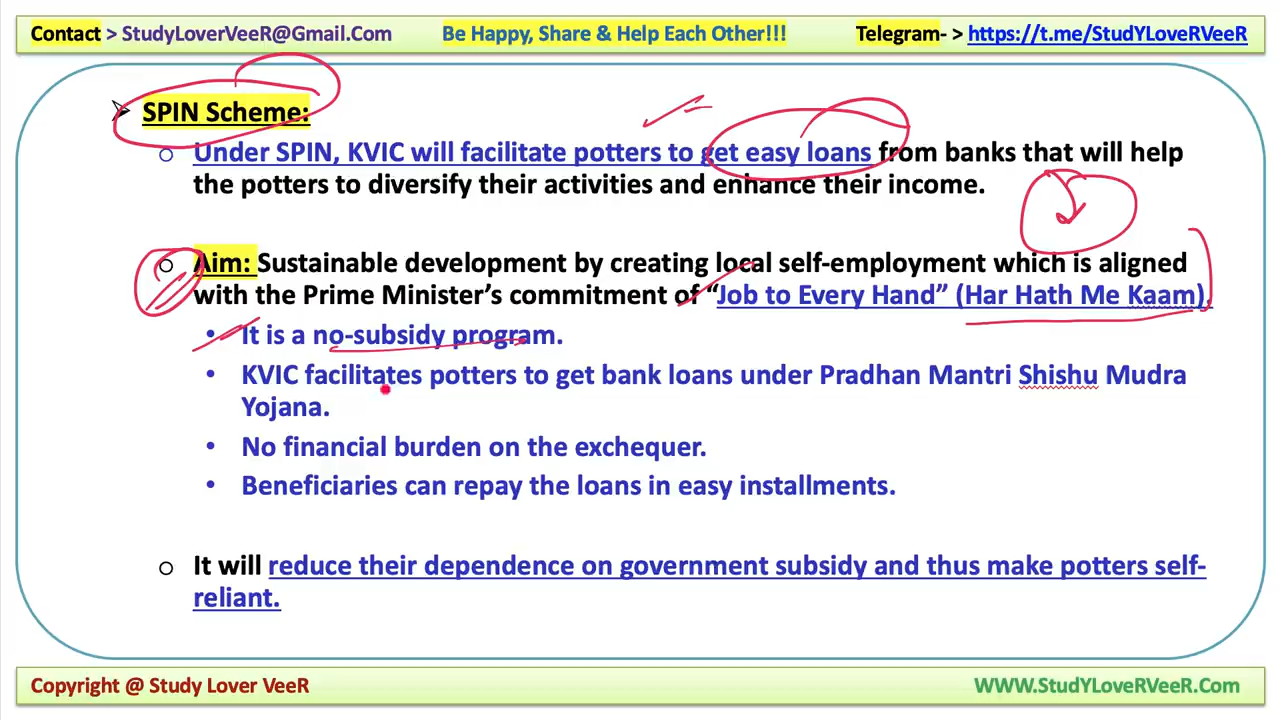 Contact > StudyLoverVeeR@Gmail.Com Be Happy, Share & Help Each Other!!! Telegram- > https://t.me/StudYLoveRVeeR
➢ SPIN Scheme:
o Under SPIN, KVIC will facilitate potters to get easy loans from banks that will help
the potters to diversify their activities and enhance their income.
o Aim: Sustainable development by creating local self-employment which is aligned
with the Prime Minister’s commitment of “Job to Every Hand” (Har Hath Me Kaam).
• It is a no-subsidy program.
• KVIC facilitates potters to get bank loans under Pradhan Mantri Shishu Mudra
Yojana.
• No financial burden on the exchequer.
• Beneficiaries can repay the loans in easy installments.
o It will reduce their dependence on government subsidy and thus make potters self-
reliant.
Copyright @ Study Lover VeeR WWW.StudYLoveRVeeR.Com